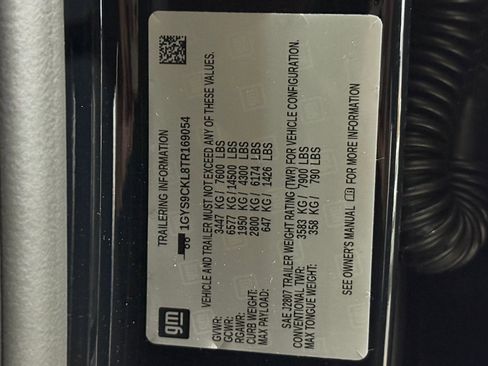 gm
TRAILERING INFORMATION
1GYS9CKL8TR169054
VEHICLE AND TRAILER MUST NOT EXCEED ANY OF THESE VALUES.
GVWR: 3447 KG/ 7600 LBS
GCWR: 6577 KG/ 14500 LBS
RGAWR: 1950 KG/ 4300 LBS
CURB WEIGHT: 2800 KG/ 6174 LBS
MAX PAYLOAD: 647 KG/ 1426 LBS
SAE J2807 TRAILER WEIGHT RATING (TWR) FOR VEHICLE CONFIGURATION.
CONVENTIONAL TWR: 3583 KG/ 7900 LBS
MAX TONGUE WEIGHT: 358 KG/ 790 LBS
SEE OWNER'S MANUAL FOR MORE INFORMATION